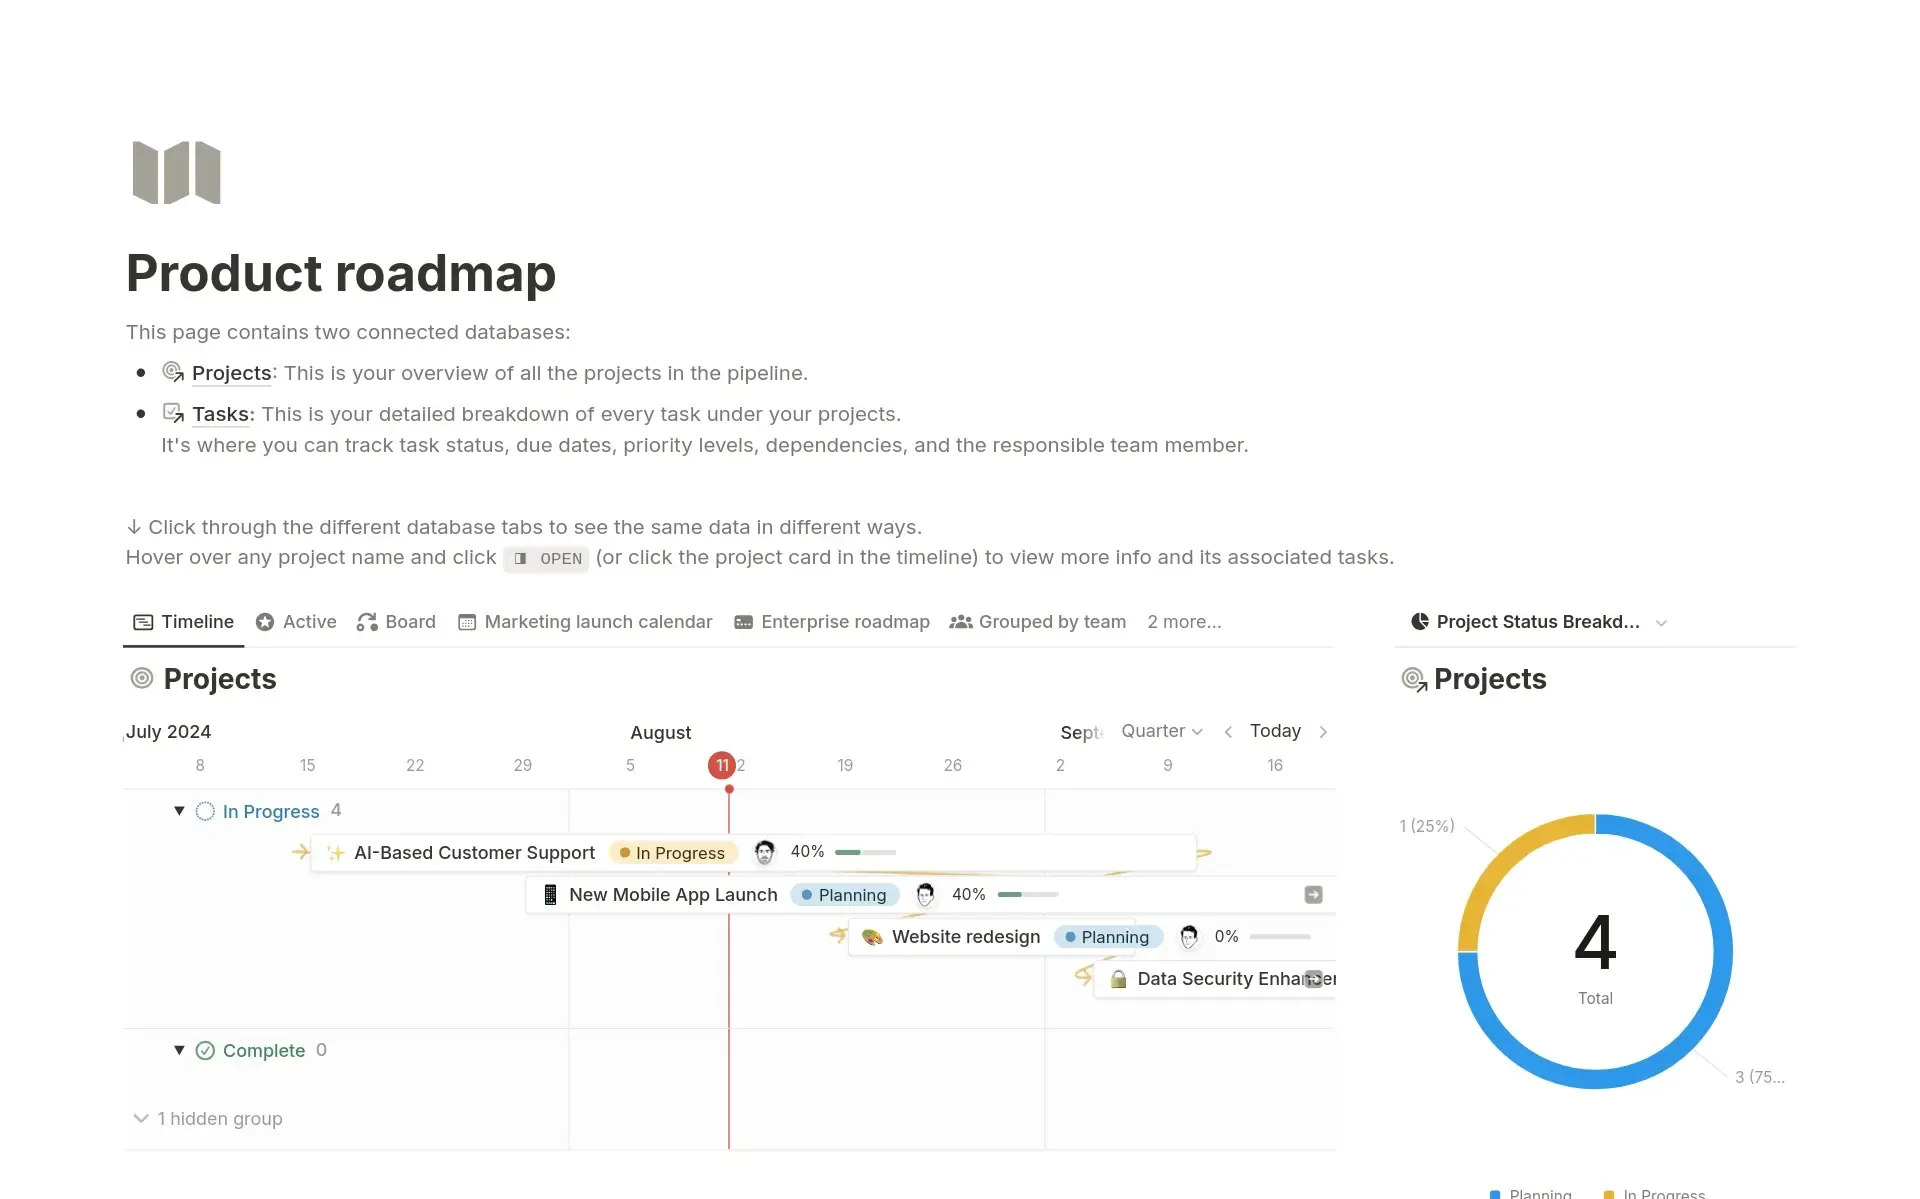 Product roadmap
This page contains two connected databases:
Projects: This is your overview of all the projects in the pipeline.
Tasks: This is your detailed breakdown of every task under your projects.
It's where you can track task status, due dates, priority levels, dependencies, and the responsible team member.
↓ Click through the different database tabs to see the same data in different ways.
Hover over any project name and click OPEN (or click the project card in the timeline) to view more info and its associated tasks.
Timeline Active Board Marketing launch calendar Enterprise roadmap Grouped by team 2 more...
Project Status Breakd...
Projects
Projects
July 2024 August Sept Quarter Today
8 15 22 29 5 11 2 19 26 2 9 16
In Progress 4
AI-Based Customer Support In Progress 40%
New Mobile App Launch Planning 40%
Website redesign Planning 0%
Data Security
Complete 0
1 hidden group
1 (25%)
4
Total
3 (75...
Planning In Progress